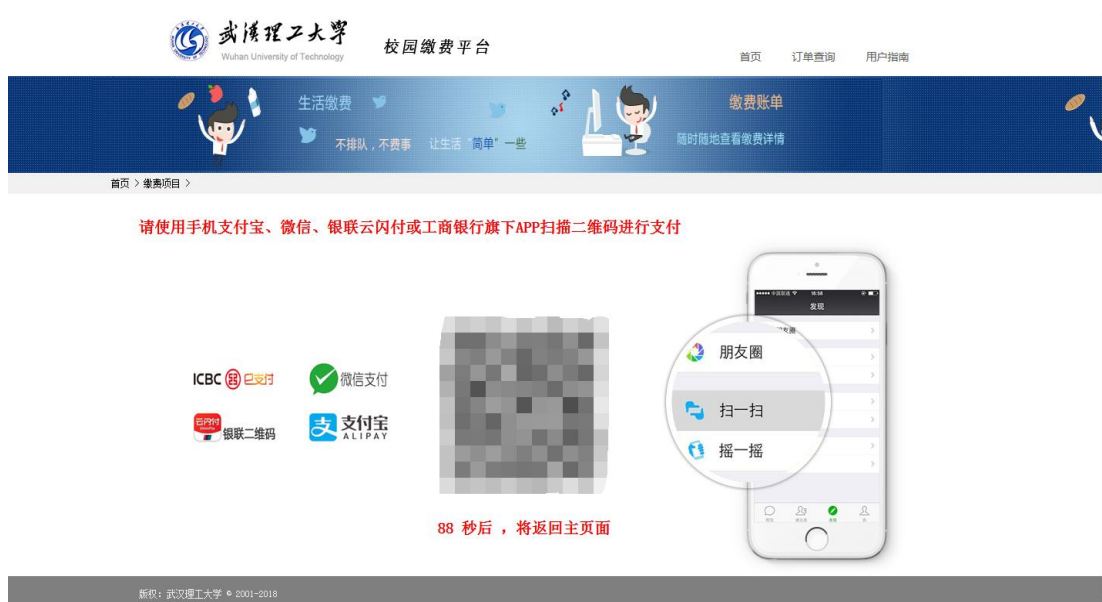 武汉理工大学
Wuhan University of Technology
校园缴费平台
首页 订单查询 用户指南
生活缴费
不排队，不费事 让生活"简单"一些
缴费账单
随时随地查看缴费详情
首页 > 缴费项目 >
请使用手机支付宝、微信、银联云闪付或工商银行旗下APP扫描二维码进行支付
发现
朋友圈
扫一扫
摇一摇
ICBC e支付
微信支付
云闪付
银联二维码
支付宝
ALIPAY
88 秒后 ，将返回主页面
版权：武汉理工大学 © 2001-2018